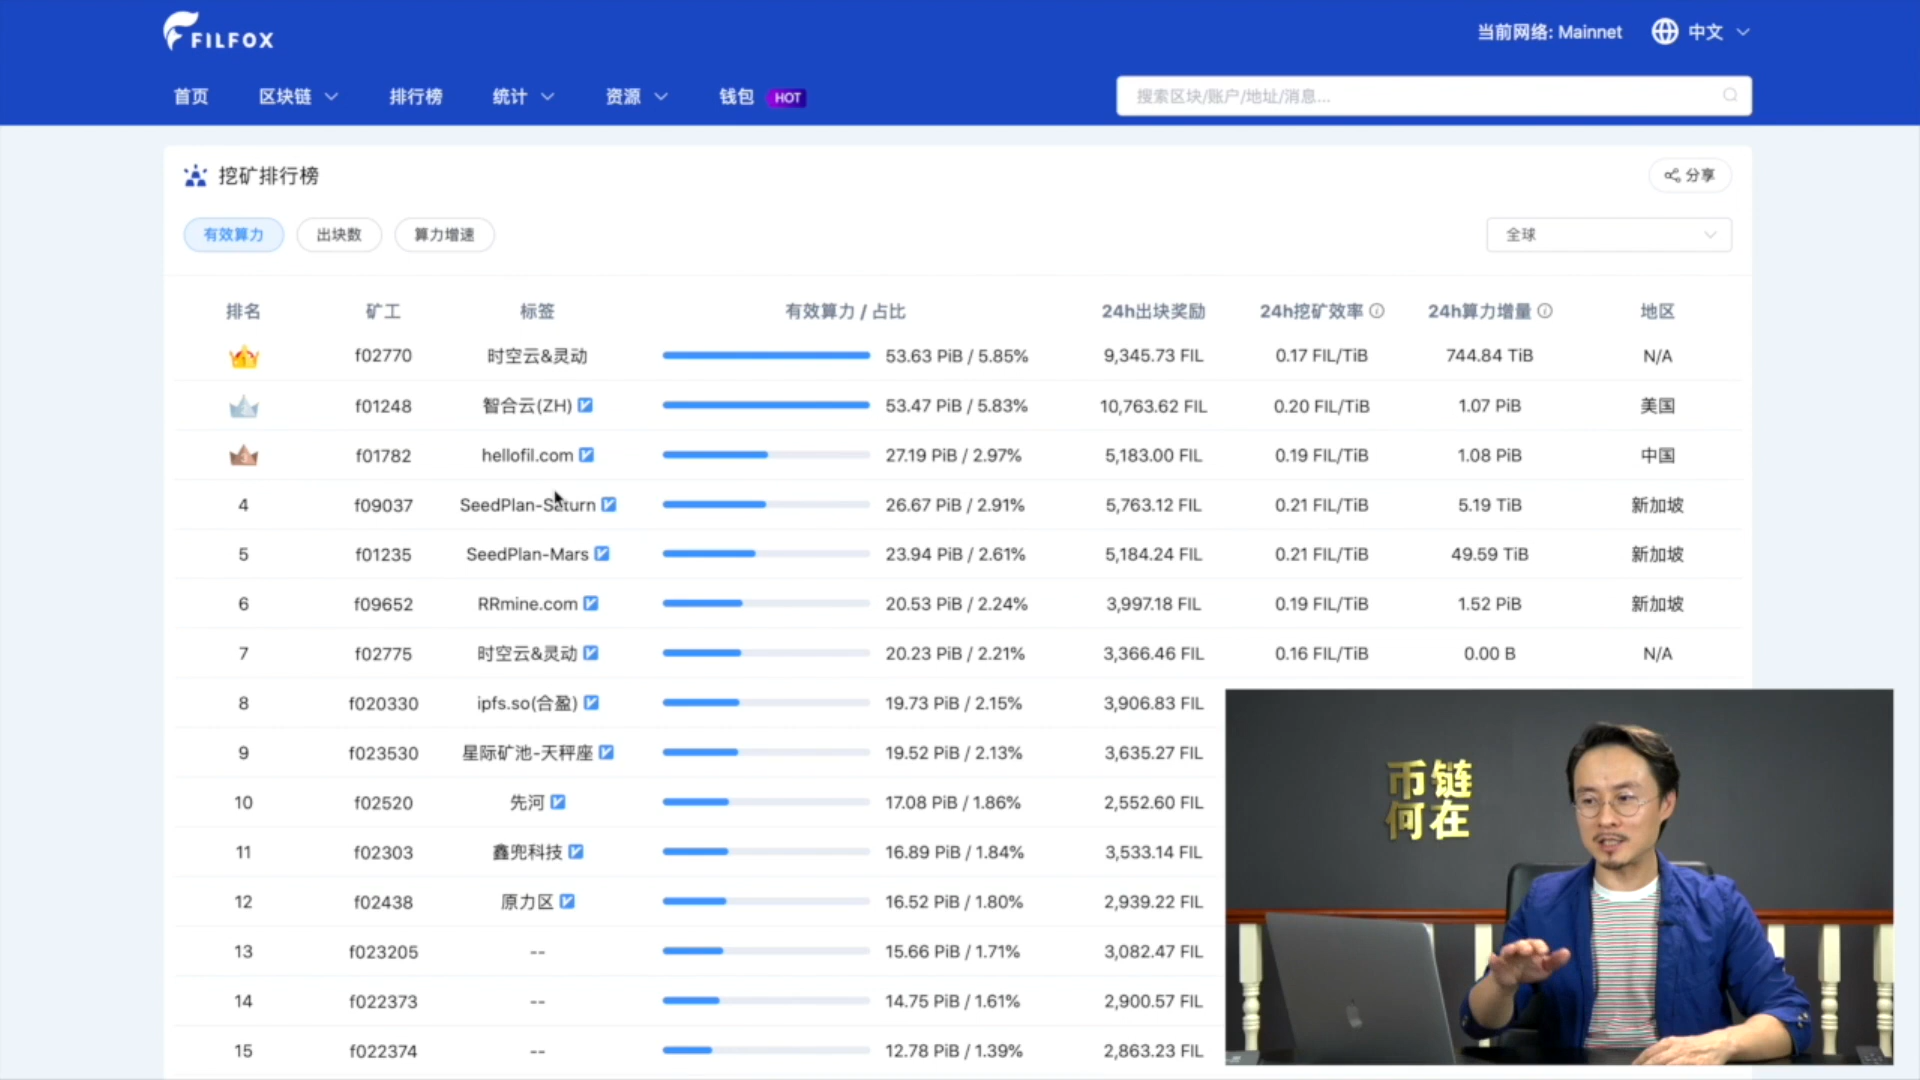 FILFOX
当前网络: Mainnet 中文
首页 区块链 排行榜 统计 资源 钱包 HOT 搜索区块/账户/地址/消息...
挖矿排行榜 分享
有效算力 出块数 算力增速 全球
排名 矿工 标签 有效算力 / 占比 24h出块奖励 24h挖矿效率 24h算力增量 地区
f02770 时空云&灵动 53.63 PiB / 5.85% 9,345.73 FIL 0.17 FIL/TiB 744.84 TiB N/A
f01248 智合云(ZH) 53.47 PiB / 5.83% 10,763.62 FIL 0.20 FIL/TiB 1.07 PiB 美国
f01782 hellofil.com 27.19 PiB / 2.97% 5,183.00 FIL 0.19 FIL/TiB 1.08 PiB 中国
4 f09037 SeedPlan-Saturn 26.67 PiB / 2.91% 5,763.12 FIL 0.21 FIL/TiB 5.19 TiB 新加坡
5 f01235 SeedPlan-Mars 23.94 PiB / 2.61% 5,184.24 FIL 0.21 FIL/TiB 49.59 TiB 新加坡
6 f09652 RRmine.com 20.53 PiB / 2.24% 3,997.18 FIL 0.19 FIL/TiB 1.52 PiB 新加坡
7 f02775 时空云&灵动 20.23 PiB / 2.21% 3,366.46 FIL 0.16 FIL/TiB 0.00 B N/A
8 f020330 ipfs.so(合盈) 19.73 PiB / 2.15% 3,906.83 FIL
9 f023530 星际矿池-天秤座 19.52 PiB / 2.13% 3,635.27 FIL
10 f02520 先河 17.08 PiB / 1.86% 2,552.60 FIL
11 f02303 鑫兜科技 16.89 PiB / 1.84% 3,533.14 FIL
12 f02438 原力区 16.52 PiB / 1.80% 2,939.22 FIL
13 f023205 -- 15.66 PiB / 1.71% 3,082.47 FIL
14 f022373 -- 14.75 PiB / 1.61% 2,900.57 FIL
15 f022374 -- 12.78 PiB / 1.39% 2,863.23 FIL
币链
何在